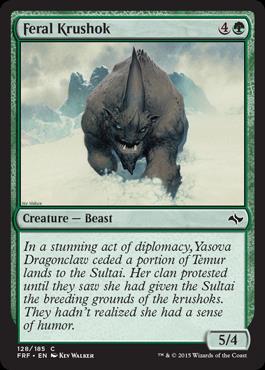 Feral Krushok 4
Creature — Beast
In a stunning act of diplomacy, Yasova
Dragonclaw ceded a portion of Temur
lands to the Sultai. Her clan protested
until they saw she had given the Sultai
the breeding grounds of the krushoks.
They hadn't realized she had a sense
of humor.
5/4
128/185 C
FRF • EN Kev Walker ™ & © 2015 Wizards of the Coast